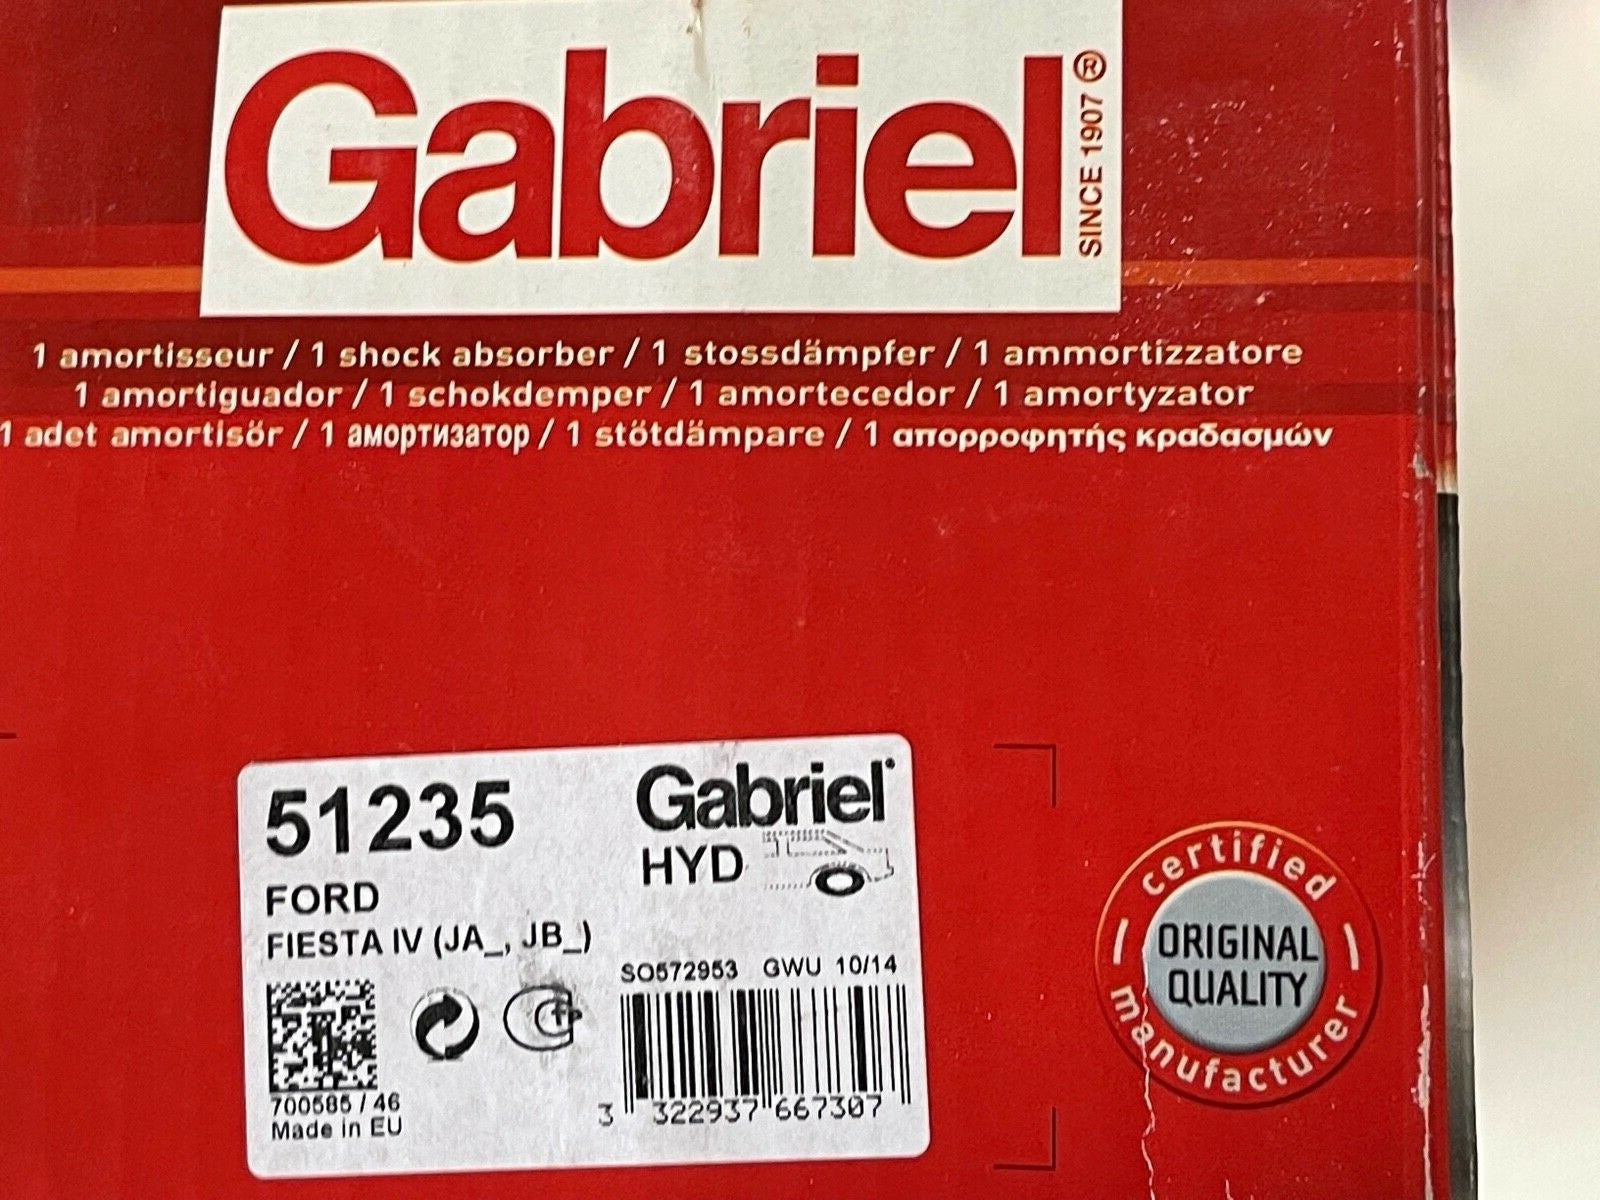 Gabriel®
SINCE 1907
1 amortisseur / 1 shock absorber / 1 stossdämpfer / 1 ammortizzatore
1 amortiguador / 1 schokdemper / 1 amortecedor / 1 amortyzator
1 adet amortisör / 1 амортизатор / 1 stötdämpare / 1 απορροφητής κραδασμών
51235
Gabriel
HYD
FORD
FIESTA IV (JA_, JB_)
SO572953 GWU 10/14
700585 / 46
Made in EU
3 322937 667307
certified
ORIGINAL
QUALITY
manufacturer